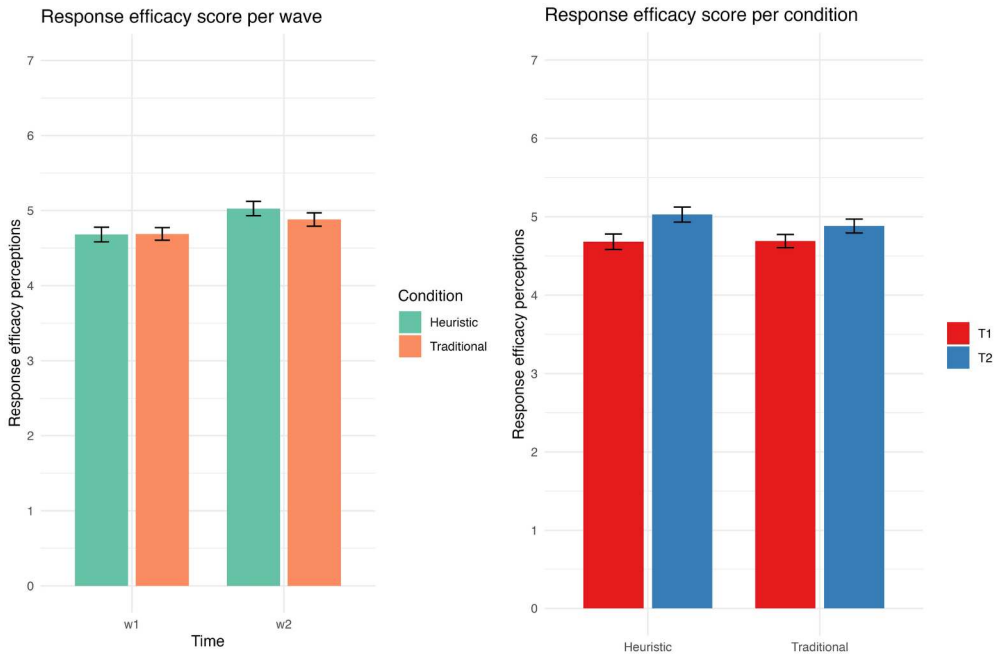 Response efficacy score per wave
7
6
5
4
3
2
1
0
Response efficacy perceptions
w1
w2
Time
Condition
Heuristic
Traditional
Response efficacy score per condition
7
6
5
4
3
2
1
0
Response efficacy perceptions
Heuristic
Traditional
T1
T2